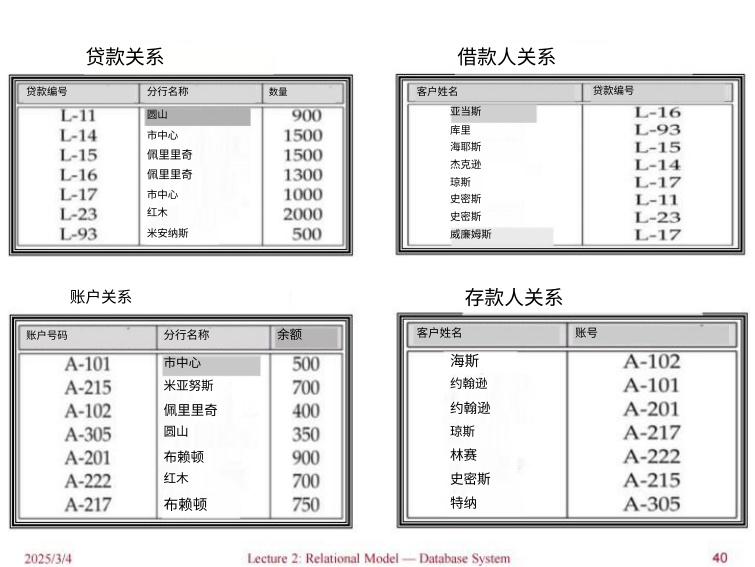 贷款关系
贷款编号 分行名称 数量
L-11 圆山 900
L-14 市中心 1500
L-15 佩里里奇 1500
L-16 佩里里奇 1300
L-17 市中心 1000
L-23 红木 2000
L-93 米安纳斯 500
借款人关系
客户姓名 贷款编号
亚当斯 L-16
库里 L-93
海耶斯 L-15
杰克逊 L-14
琼斯 L-17
史密斯 L-11
史密斯 L-23
威廉姆斯 L-17
账户关系
账户号码 分行名称 余额
A-101 市中心 500
A-215 米亚努斯 700
A-102 佩里里奇 400
A-305 圆山 350
A-201 布赖顿 900
A-222 红木 700
A-217 布赖顿 750
存款人关系
客户姓名 账号
海斯 A-102
约翰逊 A-101
约翰逊 A-201
琼斯 A-217
林赛 A-222
史密斯 A-215
特纳 A-305
2025/3/4 Lecture 2: Relational Model — Database System 40